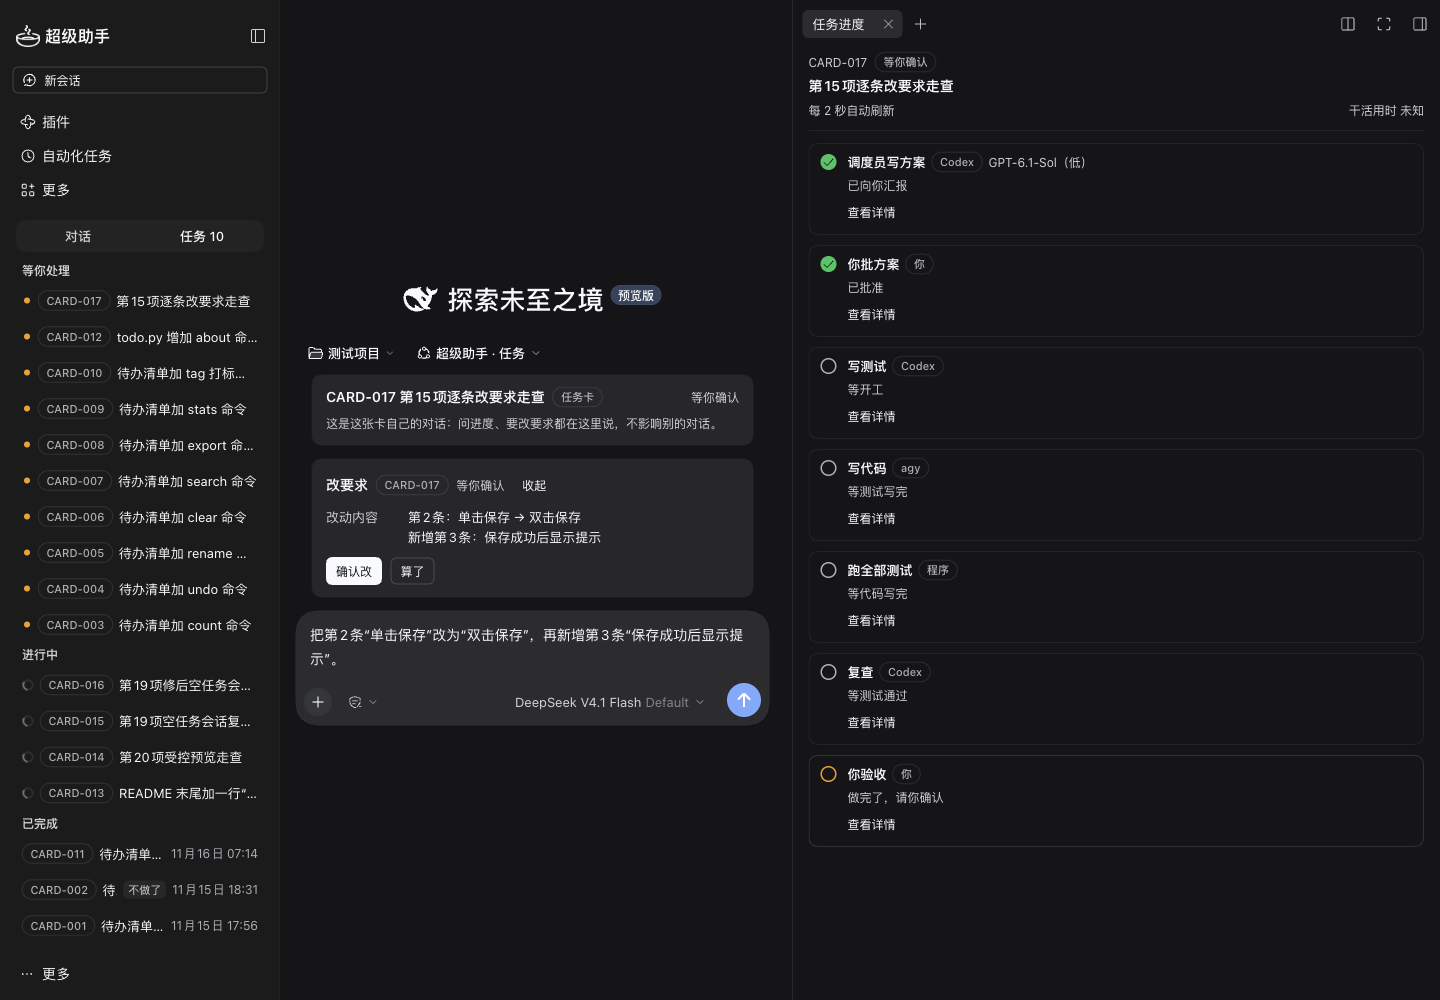 超级助手
新会话
插件
自动化任务
更多
对话
任务 10
等你处理
CARD-017 第15项逐条改要求走查
CARD-012 todo.py 增加 about 命...
CARD-010 待办清单加 tag 打标...
CARD-009 待办清单加 stats 命令
CARD-008 待办清单加 export 命...
CARD-007 待办清单加 search 命令
CARD-006 待办清单加 clear 命令
CARD-005 待办清单加 rename ...
CARD-004 待办清单加 undo 命令
CARD-003 待办清单加 count 命令
进行中
CARD-016 第19项修后空任务会...
CARD-015 第19项空任务会话复...
CARD-014 第20项受控预览走查
CARD-013 README 末尾加一行“...
已完成
CARD-011 待办清单... 11月16日 07:14
CARD-002 待 不做了 11月15日 18:31
CARD-001 待办清单... 11月15日 17:56
更多
探索未至之境 预览版
测试项目 超级助手 · 任务
CARD-017 第15项逐条改要求走查 任务卡 等你确认
这是这张卡自己的对话：问进度、要改要求都在这里说，不影响别的对话。
改要求 CARD-017 等你确认 收起
改动内容 第2条：单击保存 → 双击保存
新增第3条：保存成功后显示提示
确认改 算了
把第2条“单击保存”改为“双击保存”，再新增第3条“保存成功后显示提
示”。
DeepSeek V4.1 Flash Default
任务进度
CARD-017 等你确认
第15项逐条改要求走查
每 2 秒自动刷新 干活用时 未知
调度员写方案 Codex GPT-6.1-Sol（低）
已向你汇报
查看详情
你批方案 你
已批准
查看详情
写测试 Codex
等开工
查看详情
写代码 agy
等测试写完
查看详情
跑全部测试 程序
等代码写完
查看详情
复查 Codex
等测试通过
查看详情
你验收 你
做完了，请你确认
查看详情